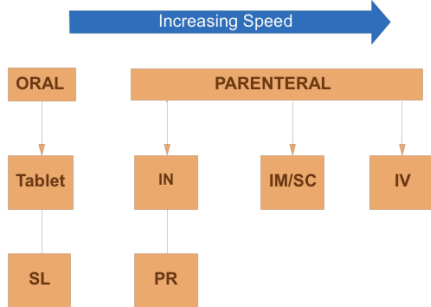 Increasing Speed
ORAL
PARENTERAL
Tablet
IN
IM/SC
IV
SL
PR